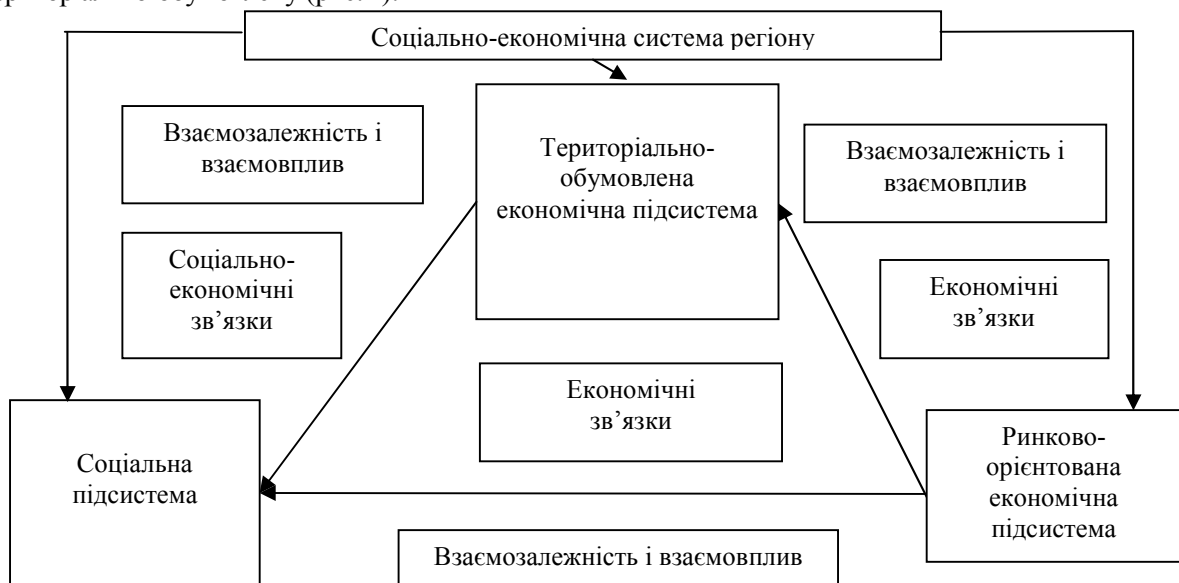 Соціально-економічна система регіону
Взаємозалежність і
взаємовплив
Територіально-
обумовлена
економічна підсистема
Взаємозалежність і
взаємовплив
Соціально-
економічні
зв’язки
Економічні
зв’язки
Економічні
зв’язки
Соціальна
підсистема
Ринково-
орієнтована
економічна
підсистема
Взаємозалежність і взаємовплив